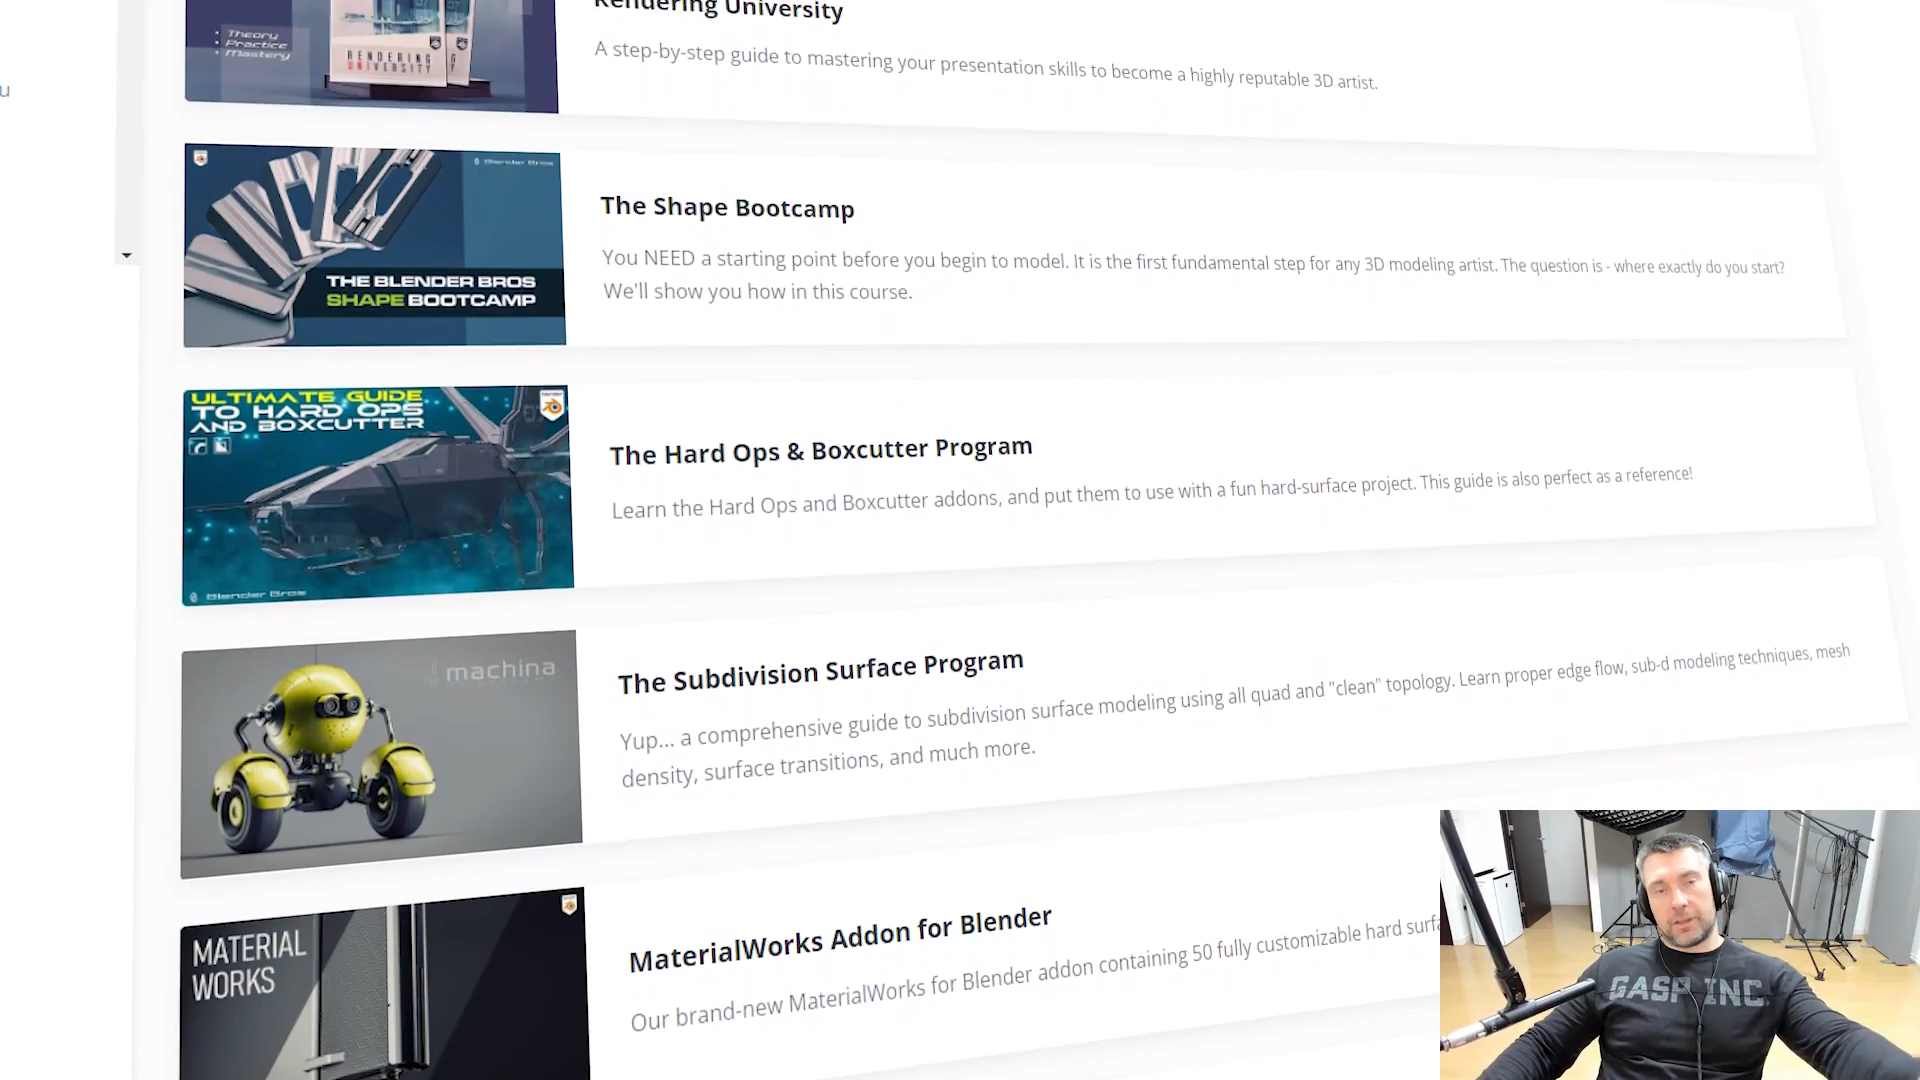 u
Rendering University
• Theory
• Practice
• Mastery
RENDERING
UNIVERSITY
A step-by-step guide to mastering your presentation skills to become a highly reputable 3D artist.
Blender Bros
THE BLENDER BROS
SHAPE BOOTCAMP
The Shape Bootcamp
You NEED a starting point before you begin to model. It is the first fundamental step for any 3D modeling artist. The question is - where exactly do you start?
We'll show you how in this course.
ULTIMATE GUIDE
TO HARD OPS
AND BOXCUTTER
Blender Bros
The Hard Ops & Boxcutter Program
Learn the Hard Ops and Boxcutter addons, and put them to use with a fun hard-surface project. This guide is also perfect as a reference!
machina
The Subdivision Surface Program
Yup... a comprehensive guide to subdivision surface modeling using all quad and "clean" topology. Learn proper edge flow, sub-d modeling techniques, mesh
density, surface transitions, and much more.
MATERIAL
WORKS
MaterialWorks Addon for Blender
Our brand-new MaterialWorks for Blender addon containing 50 fully customizable hard surfa
GASP INC.